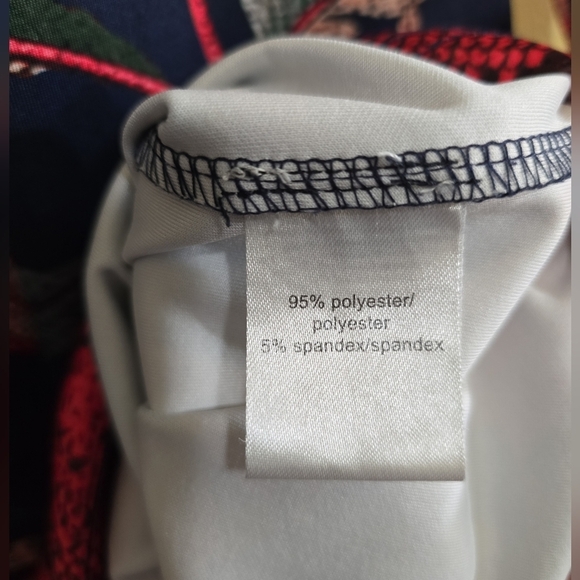 95% polyester/
polyester
5% spandex/spandex